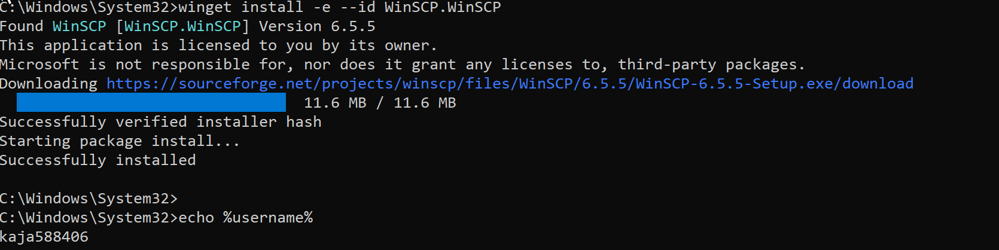 C:\Windows\System32>winget install -e --id WinSCP.WinSCP
Found WinSCP [WinSCP.WinSCP] Version 6.5.5
This application is licensed to you by its owner.
Microsoft is not responsible for, nor does it grant any licenses to, third-party packages.
Downloading https://sourceforge.net/projects/winscp/files/WinSCP/6.5.5/WinSCP-6.5.5-Setup.exe/download
11.6 MB / 11.6 MB
Successfully verified installer hash
Starting package install...
Successfully installed
C:\Windows\System32>
C:\Windows\System32>echo %username%
kaja588406